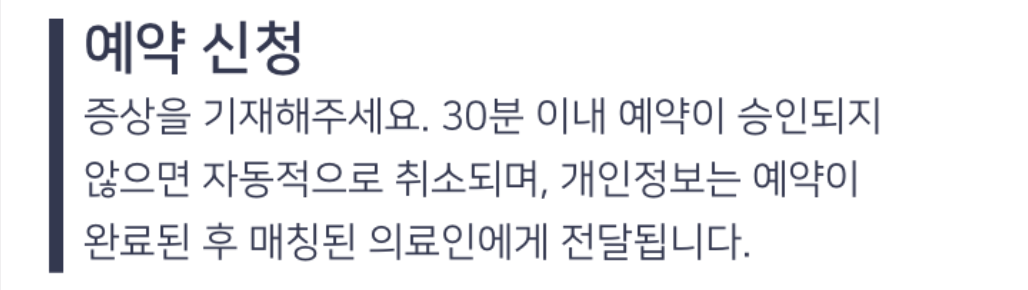 예약 신청
증상을 기재해주세요. 30분 이내 예약이 승인되지
않으면 자동적으로 취소되며, 개인정보는 예약이
완료된 후 매칭된 의료인에게 전달됩니다.